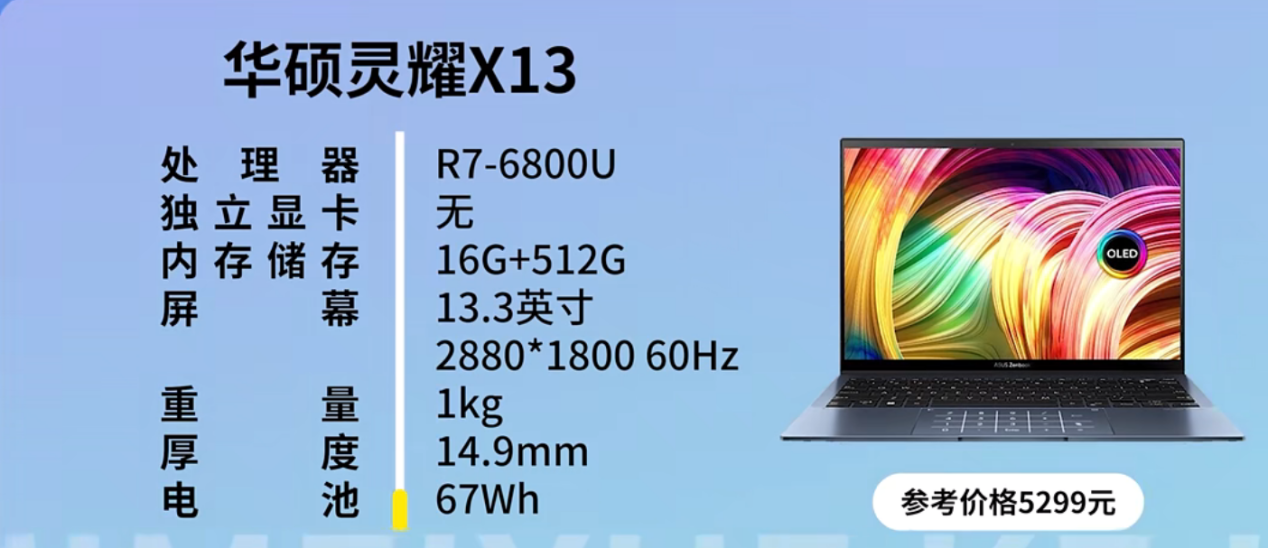 华硕灵耀X13
处理器 R7-6800U
独立显卡 无
内存储存 16G+512G
屏幕 13.3英寸
2880*1800 60Hz
重量 1kg
厚度 14.9mm
电池 67Wh
OLED
ASUS Zenbook
参考价格5299元